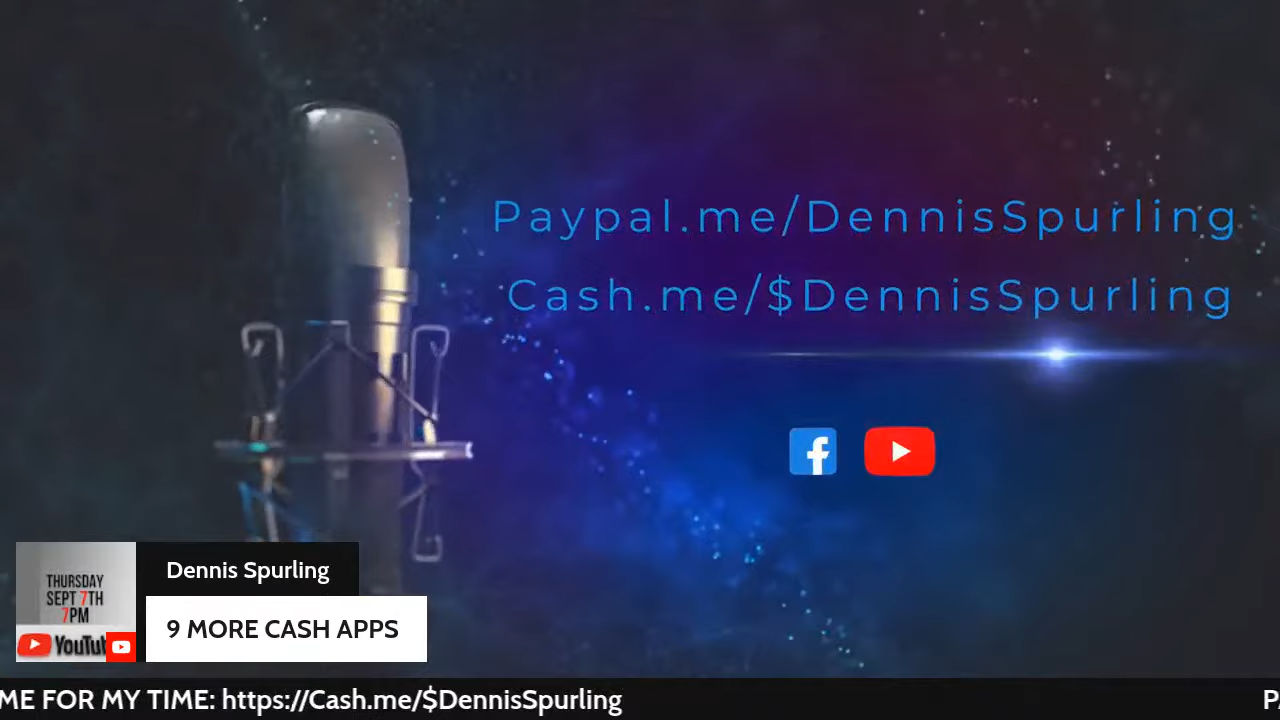 Paypal.me/DennisSpurling
Cash.me/$DennisSpurling
THURSDAY
SEPT 7TH
7PM
YouTu
Dennis Spurling
9 MORE CASH APPS
ME FOR MY TIME: https://Cash.me/$DennisSpurling